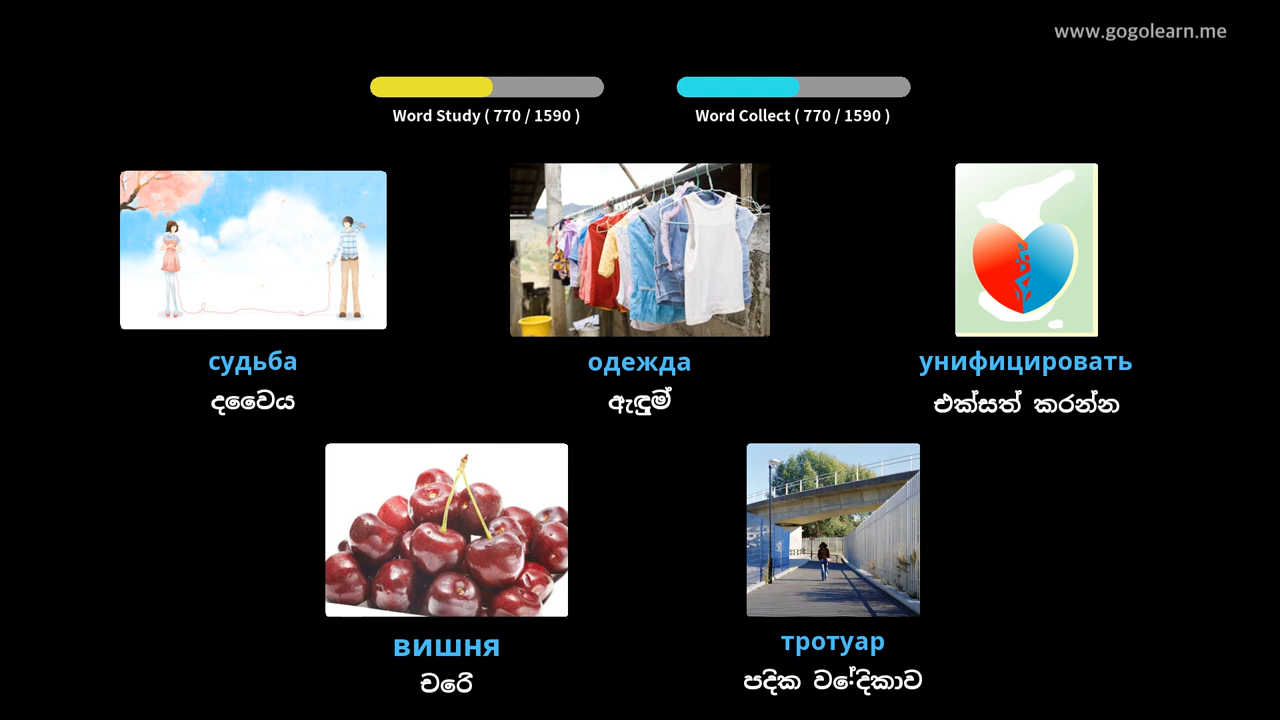 www.gogolearn.me
Word Study ( 770 / 1590 )
Word Collect ( 770 / 1590 )
судьба
одежда
унифицировать
දෛවය
ඇඳුම්
එක්සත් කරන්න
вишня
тротуар
චෙරි
පදික වේදිකාව